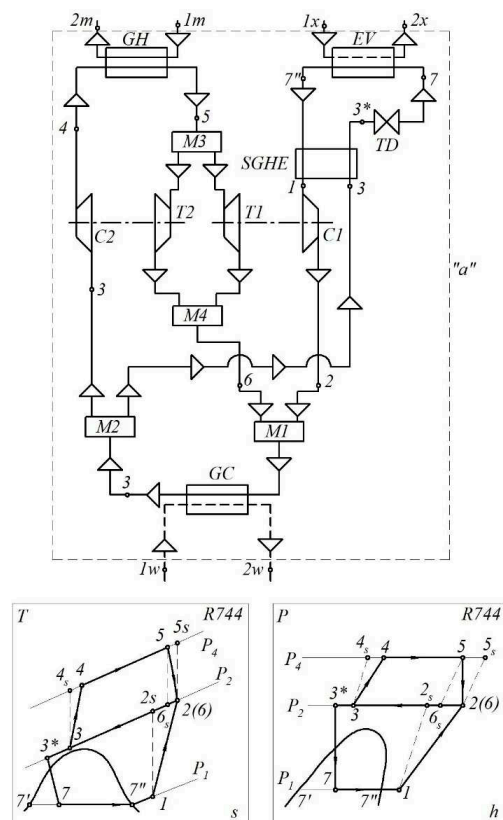 2m 1m 1x 2x
GH EV
7" 7
4 5 3*
M3 TD
SGHE
1 3
T2 T1
C2 C1
"a"
3
M4
6 2
M2 M1
GC
3
1w 2w
T R744
5 5s
4s 4 P4
P2
2s
3* 3 6s 2(6)
P1
7' 7 7" 1
s
P R744
4s 4 5 5s
P4
3* 2s
P2
3 6s 2(6)
7
P1
7' 7" 1
h